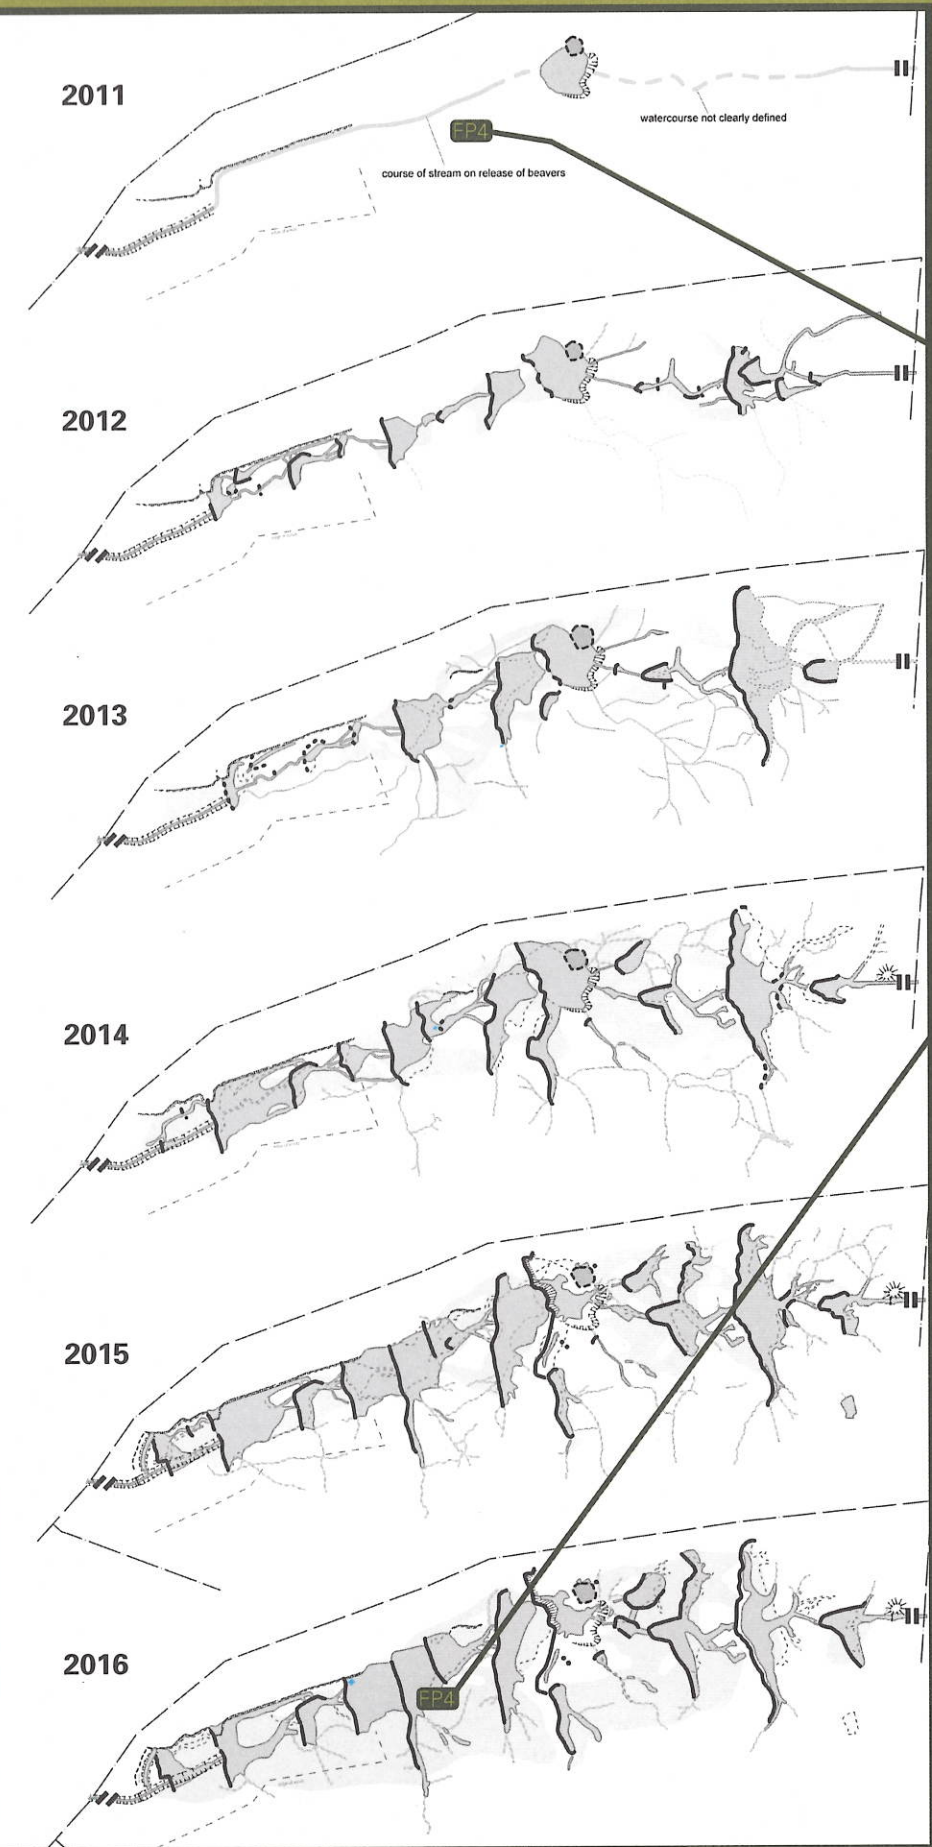 2011
watercourse not clearly defined
FP4
course of stream on release of beavers
2012
2013
2014
2015
2016
FP4